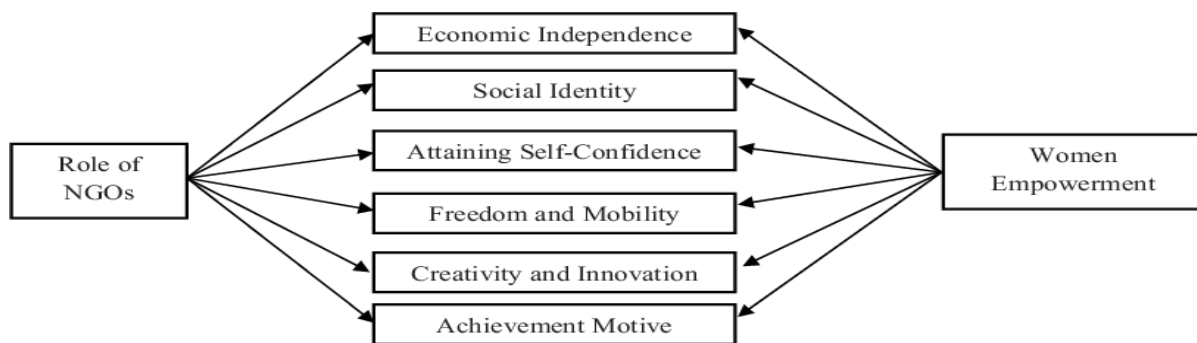 Economic Independence
Social Identity
Attaining Self-Confidence
Freedom and Mobility
Creativity and Innovation
Achievement Motive
Role of
NGOs
Women
Empowerment